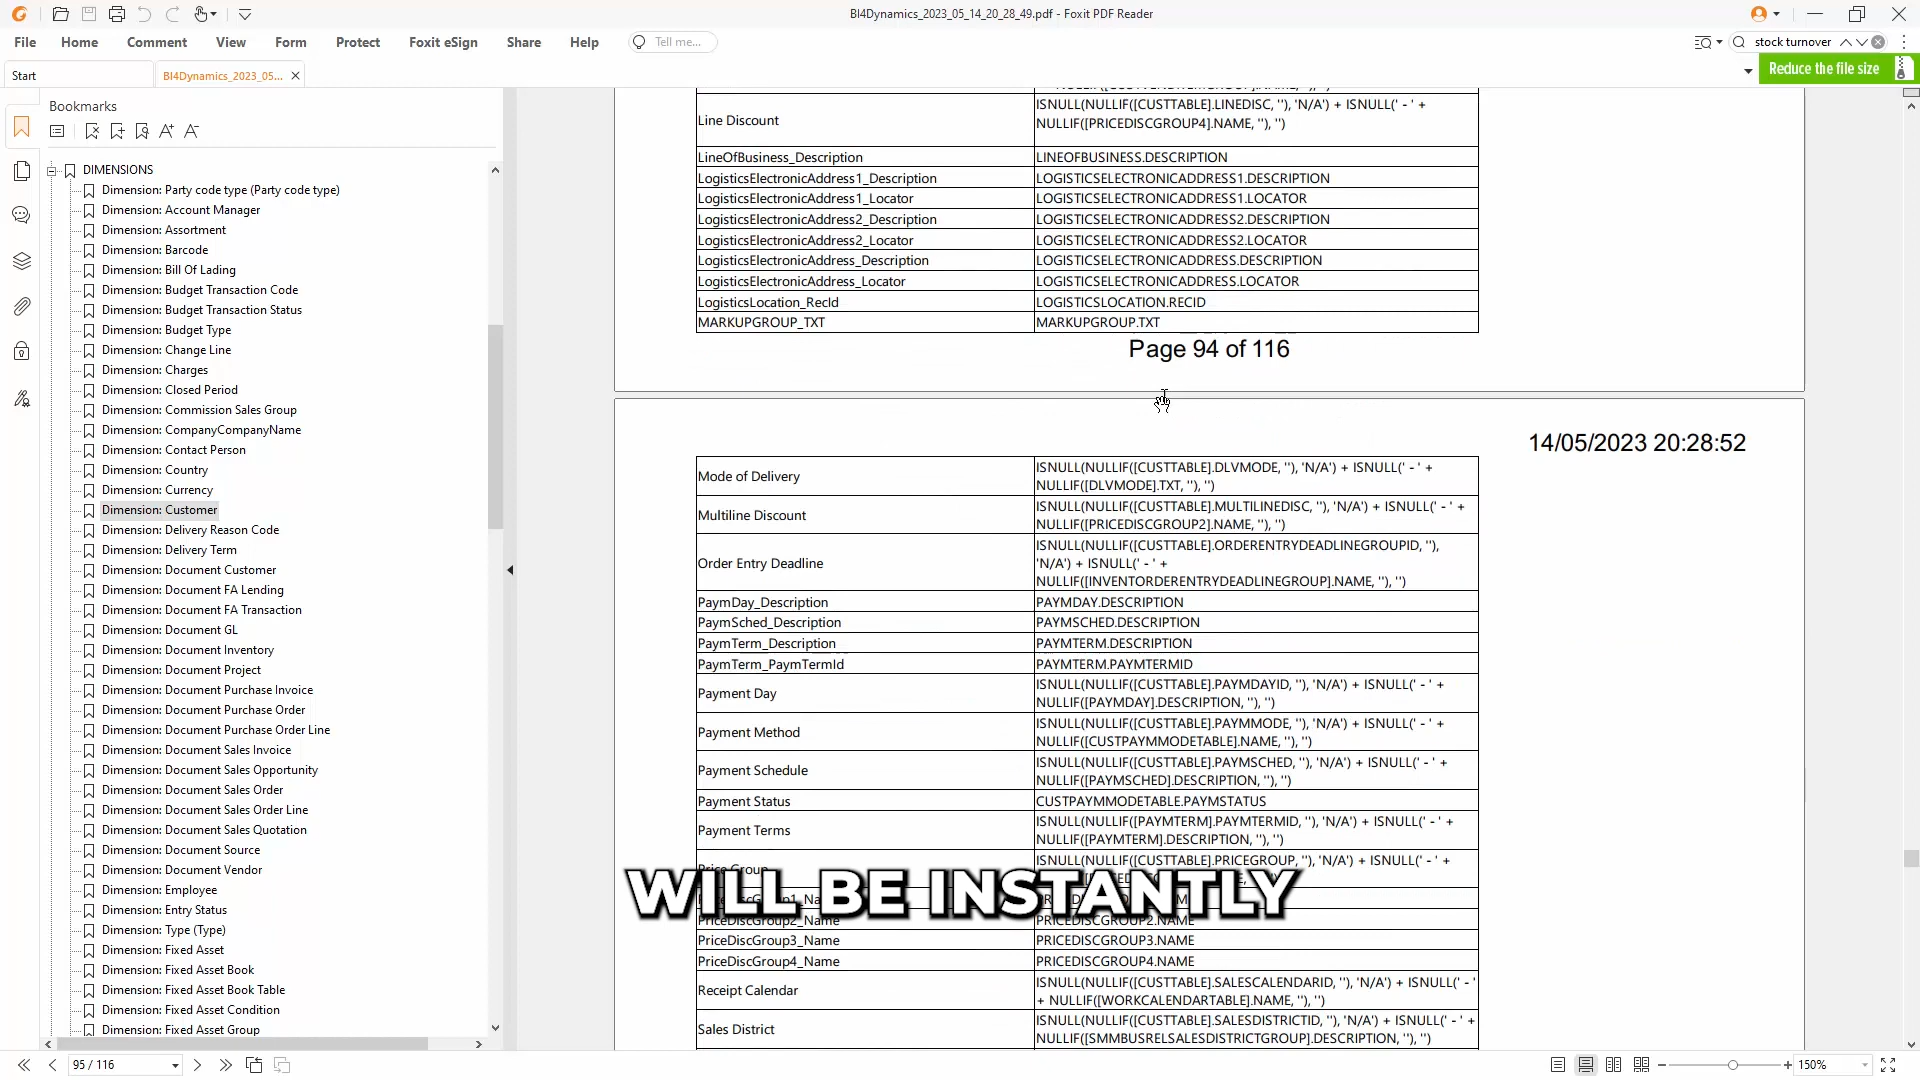 BI4Dynamics_2023_05_14_20_28_49.pdf - Foxit PDF Reader
File Home Comment View Form Protect Foxit eSign Share Help Tell me... stock turnover
Start BI4Dynamics_2023_05... Reduce the file size
Bookmarks
DIMENSIONS
Dimension: Party code type (Party code type)
Dimension: Account Manager
Dimension: Assortment
Dimension: Barcode
Dimension: Bill Of Lading
Dimension: Budget Transaction Code
Dimension: Budget Transaction Status
Dimension: Budget Type
Dimension: Change Line
Dimension: Charges
Dimension: Closed Period
Dimension: Commission Sales Group
Dimension: CompanyCompanyName
Dimension: Contact Person
Dimension: Country
Dimension: Currency
Dimension: Customer
Dimension: Delivery Reason Code
Dimension: Delivery Term
Dimension: Document Customer
Dimension: Document FA Lending
Dimension: Document FA Transaction
Dimension: Document GL
Dimension: Document Inventory
Dimension: Document Project
Dimension: Document Purchase Invoice
Dimension: Document Purchase Order
Dimension: Document Purchase Order Line
Dimension: Document Sales Invoice
Dimension: Document Sales Opportunity
Dimension: Document Sales Order
Dimension: Document Sales Order Line
Dimension: Document Sales Quotation
Dimension: Document Source
Dimension: Document Vendor
Dimension: Employee
Dimension: Entry Status
Dimension: Type (Type)
Dimension: Fixed Asset
Dimension: Fixed Asset Book
Dimension: Fixed Asset Book Table
Dimension: Fixed Asset Condition
Dimension: Fixed Asset Group
Line Discount
ISNULL(NULLIF([CUSTTABLE].LINEDISC, ''), 'N/A') + ISNULL(' - ' +
NULLIF([PRICEDISCGROUP4].NAME, ''), '')
LineOfBusiness_Description LINEOFBUSINESS.DESCRIPTION
LogisticsElectronicAddress1_Description LOGISTICSELECTRONICADDRESS1.DESCRIPTION
LogisticsElectronicAddress1_Locator LOGISTICSELECTRONICADDRESS1.LOCATOR
LogisticsElectronicAddress2_Description LOGISTICSELECTRONICADDRESS2.DESCRIPTION
LogisticsElectronicAddress2_Locator LOGISTICSELECTRONICADDRESS2.LOCATOR
LogisticsElectronicAddress_Description LOGISTICSELECTRONICADDRESS.DESCRIPTION
LogisticsElectronicAddress_Locator LOGISTICSELECTRONICADDRESS.LOCATOR
LogisticsLocation_RecId LOGISTICSLOCATION.RECID
MARKUPGROUP_TXT MARKUPGROUP.TXT
Page 94 of 116
14/05/2023 20:28:52
Mode of Delivery
ISNULL(NULLIF([CUSTTABLE].DLVMODE, ''), 'N/A') + ISNULL(' - ' +
NULLIF([DLVMODE].TXT, ''), '')
Multiline Discount
ISNULL(NULLIF([CUSTTABLE].MULTILINEDISC, ''), 'N/A') + ISNULL(' - ' +
NULLIF([PRICEDISCGROUP2].NAME, ''), '')
Order Entry Deadline
ISNULL(NULLIF([CUSTTABLE].ORDERENTRYDEADLINEGROUPID, ''),
'N/A') + ISNULL(' - ' +
NULLIF([INVENTORDERENTRYDEADLINEGROUP].NAME, ''), '')
PaymDay_Description PAYMDAY.DESCRIPTION
PaymSched_Description PAYMSCHED.DESCRIPTION
PaymTerm_Description PAYMTERM.DESCRIPTION
PaymTerm_PaymTermId PAYMTERM.PAYMTERMID
Payment Day
ISNULL(NULLIF([CUSTTABLE].PAYMDAYID, ''), 'N/A') + ISNULL(' - ' +
NULLIF([PAYMDAY].DESCRIPTION, ''), '')
Payment Method
ISNULL(NULLIF([CUSTTABLE].PAYMMODE, ''), 'N/A') + ISNULL(' - ' +
NULLIF([CUSTPAYMMODETABLE].NAME, ''), '')
Payment Schedule
ISNULL(NULLIF([CUSTTABLE].PAYMSCHED, ''), 'N/A') + ISNULL(' - ' +
NULLIF([PAYMSCHED].DESCRIPTION, ''), '')
Payment Status CUSTPAYMMODETABLE.PAYMSTATUS
Payment Terms
ISNULL(NULLIF([PAYMTERM].PAYMTERMID, ''), 'N/A') + ISNULL(' - ' +
NULLIF([PAYMTERM].DESCRIPTION, ''), '')
Price Group
ISNULL(NULLIF([CUSTTABLE].PRICEGROUP, ''), 'N/A') + ISNULL(' - ' +
WILL BE INSTANTLY
PriceDiscGroup2_Name PRICEDISCGROUP2.NAME
PriceDiscGroup3_Name PRICEDISCGROUP3.NAME
PriceDiscGroup4_Name PRICEDISCGROUP4.NAME
Receipt Calendar
ISNULL(NULLIF([CUSTTABLE].SALESCALENDARID, ''), 'N/A') + ISNULL(' - '
+ NULLIF([WORKCALENDARTABLE].NAME, ''), '')
Sales District
ISNULL(NULLIF([CUSTTABLE].SALESDISTRICTID, ''), 'N/A') + ISNULL(' - ' +
NULLIF([SMMBUSRELSALESDISTRICTGROUP].DESCRIPTION, ''), '')
95 / 116
150%